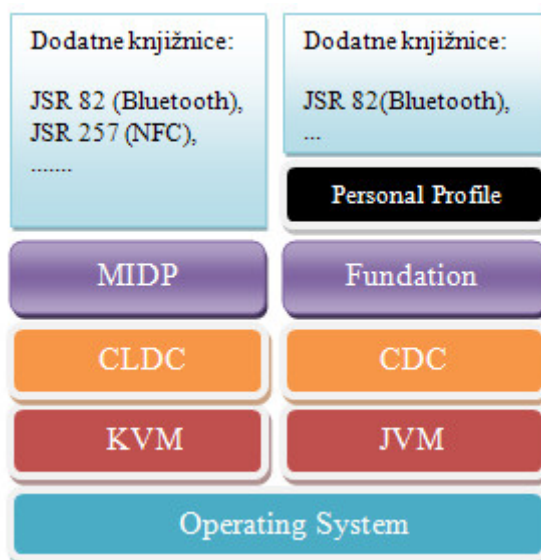 Dodatne knjižnice:
JSR 82 (Bluetooth),
JSR 257 (NFC),
.......
Dodatne knjižnice:
JSR 82(Bluetooth),
...
Personal Profile
MIDP
Fundation
CLDC
CDC
KVM
JVM
Operating System